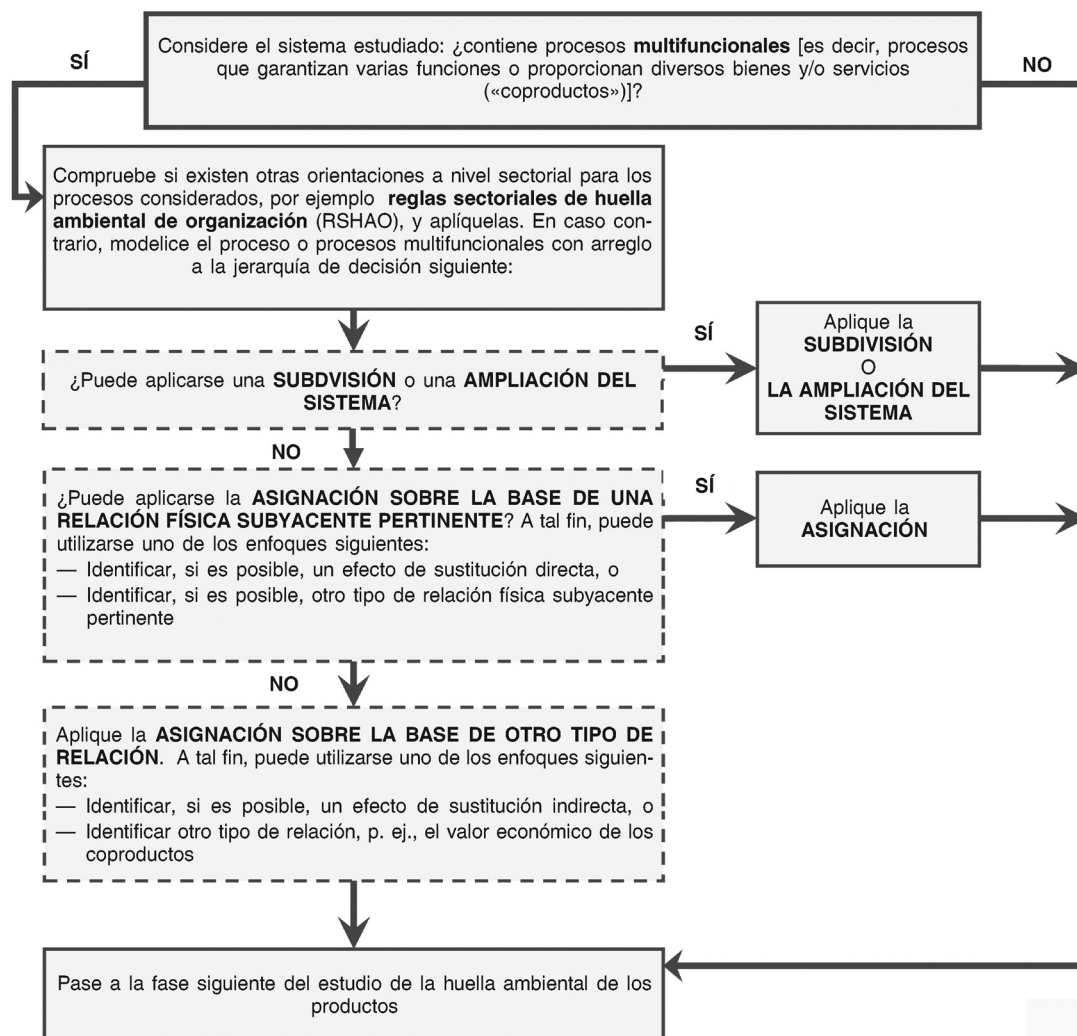 Considere el sistema estudiado: ¿contiene procesos multifuncionales [es decir, procesos
que garantizan varias funciones o proporcionan diversos bienes y/o servicios
(«coproductos»)]?
SÍ
NO
Compruebe si existen otras orientaciones a nivel sectorial para los
procesos considerados, por ejemplo reglas sectoriales de huella
ambiental de organización (RSHAO), y aplíquelas. En caso con-
trario, modelice el proceso o procesos multifuncionales con arreglo
a la jerarquía de decisión siguiente:
¿Puede aplicarse una SUBDVISIÓN o una AMPLIACIÓN DEL
SISTEMA?
SÍ
Aplique la
SUBDIVISIÓN
O
LA AMPLIACIÓN DEL
SISTEMA
NO
¿Puede aplicarse la ASIGNACIÓN SOBRE LA BASE DE UNA
RELACIÓN FÍSICA SUBYACENTE PERTINENTE? A tal fin, puede
utilizarse uno de los enfoques siguientes:
— Identificar, si es posible, un efecto de sustitución directa, o
— Identificar, si es posible, otro tipo de relación física subyacente
pertinente
SÍ
Aplique la
ASIGNACIÓN
NO
Aplique la ASIGNACIÓN SOBRE LA BASE DE OTRO TIPO DE
RELACIÓN. A tal fin, puede utilizarse uno de los enfoques siguien-
tes:
— Identificar, si es posible, un efecto de sustitución indirecta, o
— Identificar otro tipo de relación, p. ej., el valor económico de los
coproductos
Pase a la fase siguiente del estudio de la huella ambiental de los
productos